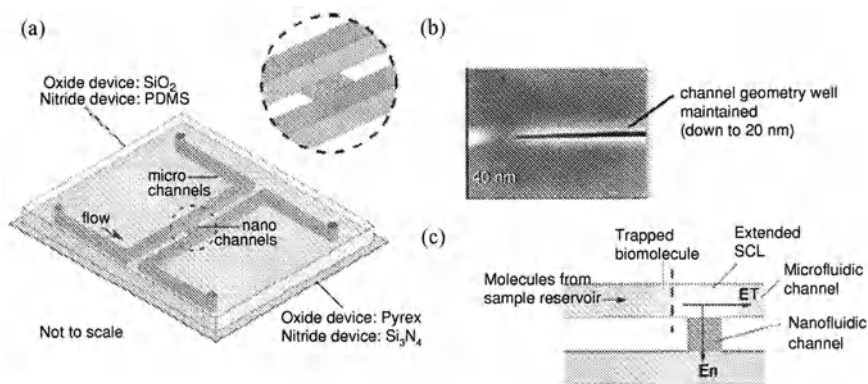 (a)
Oxide device: SiO₂
Nitride device: PDMS
micro
channels
flow
nano
channels
Not to scale
Oxide device: Pyrex
Nitride device: Si₃N₄
(b)
channel geometry well
maintained
(down to 20 nm)
40 nm
(c)
Trapped
biomolecule
Extended
SCL
Molecules from
sample reservoir
ET
Microfluidic
channel
Nanofluidic
channel
En